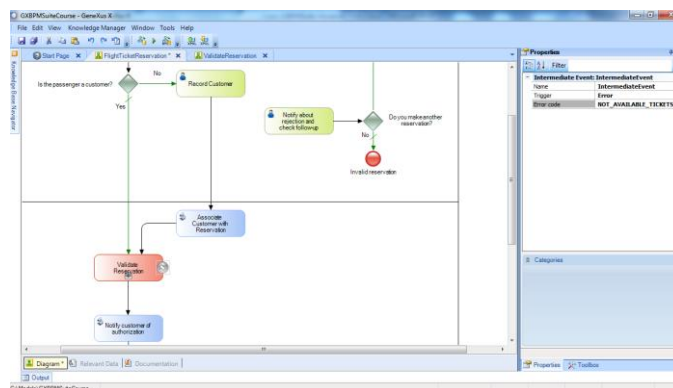 GXBPMSuiteCourse - GeneXus X
File Edit View Knowledge Manager Window Tools Help
Start Page X FlightTicketReservation * X ValidateReservation X
Knowledge Base Navigator
Is the passenger a customer?
No
Record Customer
Yes
Notify about
rejection and
check followup
Do you make another
reservation?
No
Invalid reservation
Associate
Customer with
Reservation
Validate
Reservation
Notify customer of
authorization
Diagram * Relevant Data Documentation
Output
Properties
Filter
Intermediate Event: IntermediateEvent
Name IntermediateEvent
Trigger Error
Error code NOT_AVAILABLE_TICKETS
Categories
Properties Toolbox